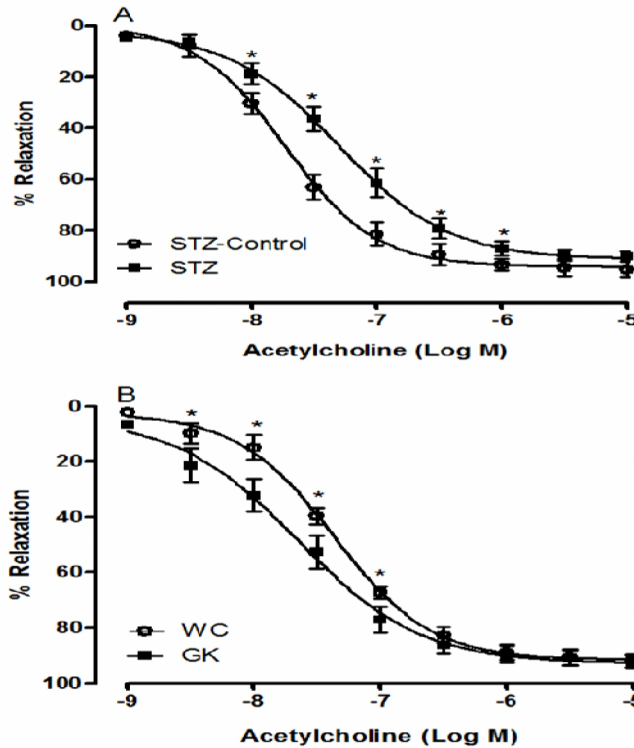 A
0
20
40
60
80
100
% Relaxation
* * * * *
STZ-Control
STZ
-9 -8 -7 -6 -5
Acetylcholine (Log M)
B
0
20
40
60
80
100
% Relaxation
* * * *
WC
GK
-9 -8 -7 -6 -5
Acetylcholine (Log M)